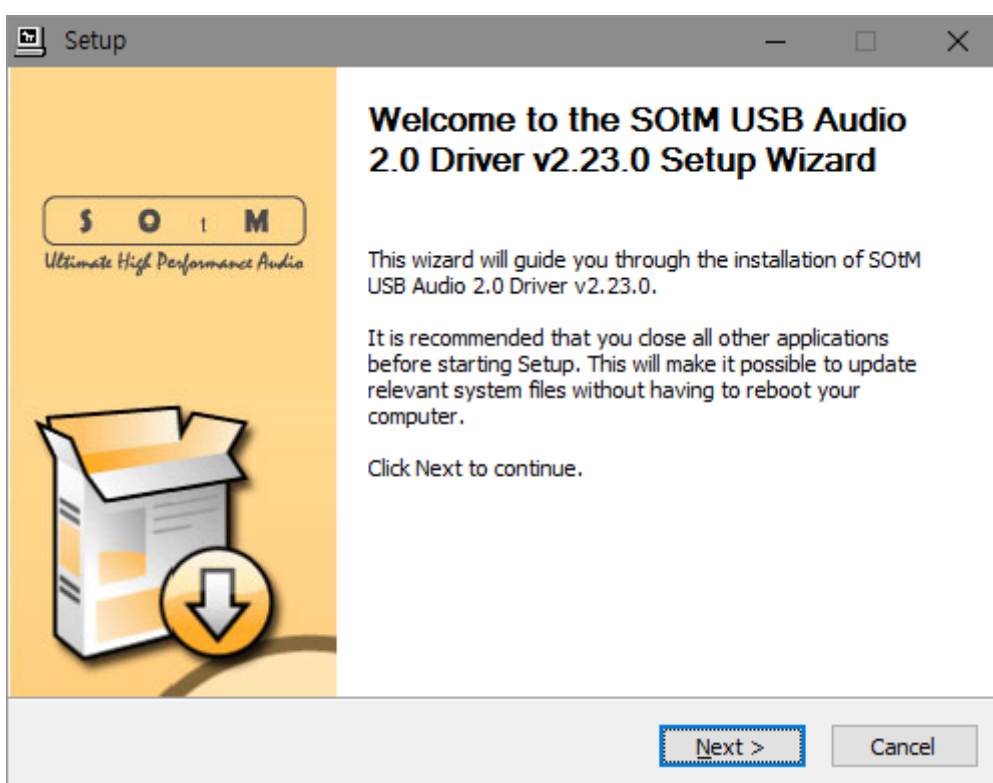 Setup
S O t M
Ultimate High Performance Audio
Welcome to the SOtM USB Audio
2.0 Driver v2.23.0 Setup Wizard
This wizard will guide you through the installation of SOtM
USB Audio 2.0 Driver v2.23.0.
It is recommended that you close all other applications
before starting Setup. This will make it possible to update
relevant system files without having to reboot your
computer.
Click Next to continue.
Next >
Cancel